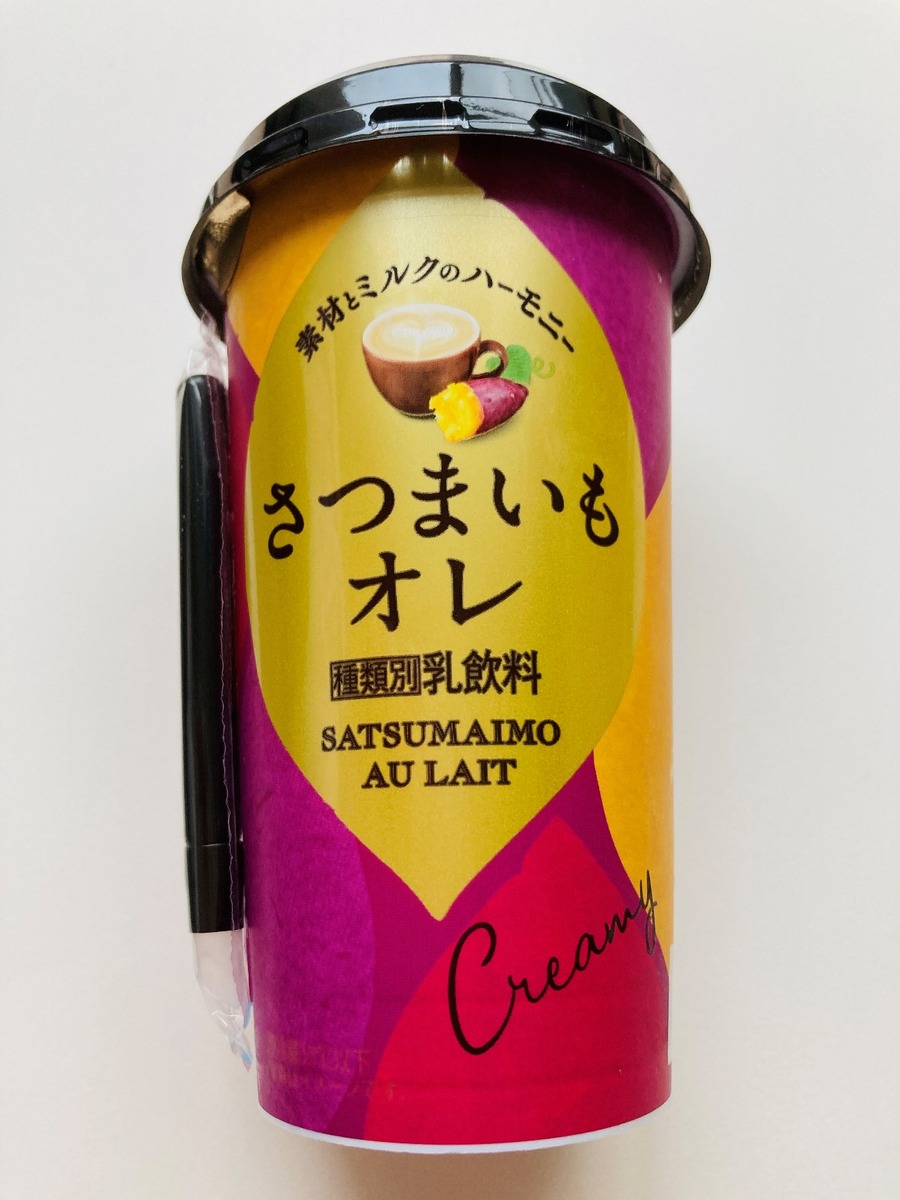 素材とミルクのハーモニー
さつまいも
オレ
種類別乳飲料
SATSUMAIMO
AU LAIT
Creamy